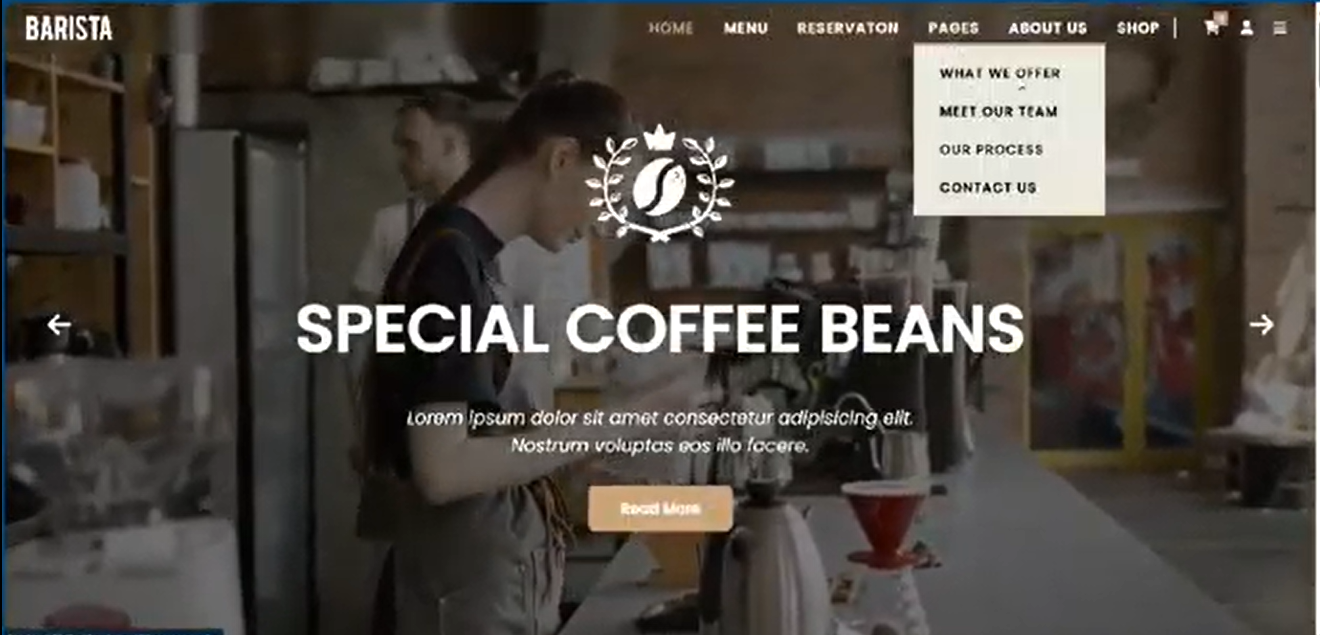 BARISTA
HOME MENU RESERVATON PAGES ABOUT US SHOP
WHAT WE OFFER
MEET OUR TEAM
OUR PROCESS
CONTACT US
SPECIAL COFFEE BEANS
Lorem ipsum dolor sit amet consectetur adipisicing elit.
Nostrum voluptas eos illo facere.
Read More